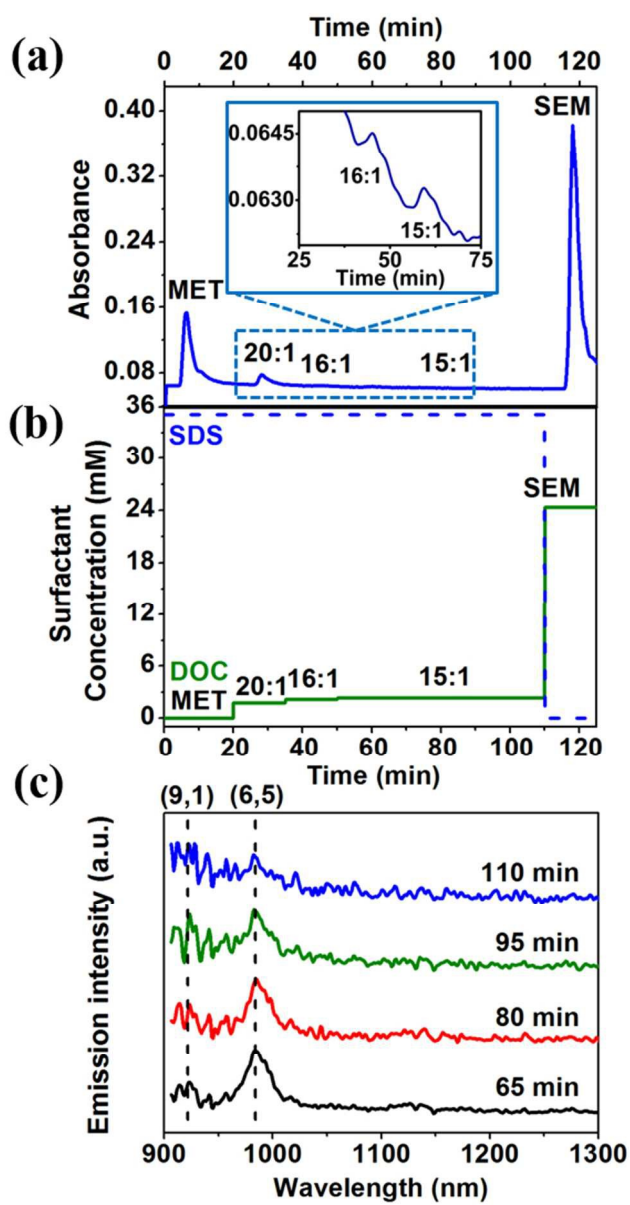 Time (min)
(a)
0 20 40 60 80 100 120
Absorbance
0.40
0.32
0.24
0.16
0.08
MET
SEM
0.0645
0.0630
16:1
15:1
25 50 75
Time (min)
20:1 16:1 15:1
(b)
Surfactant
Concentration (mM)
36
24
12
6
0
SDS
SEM
DOC
MET
20:1 16:1 15:1
0 20 40 60 80 100 120
Time (min)
(c)
(9,1) (6,5)
Emission intensity (a.u.)
110 min
95 min
80 min
65 min
900 1000 1100 1200 1300
Wavelength (nm)